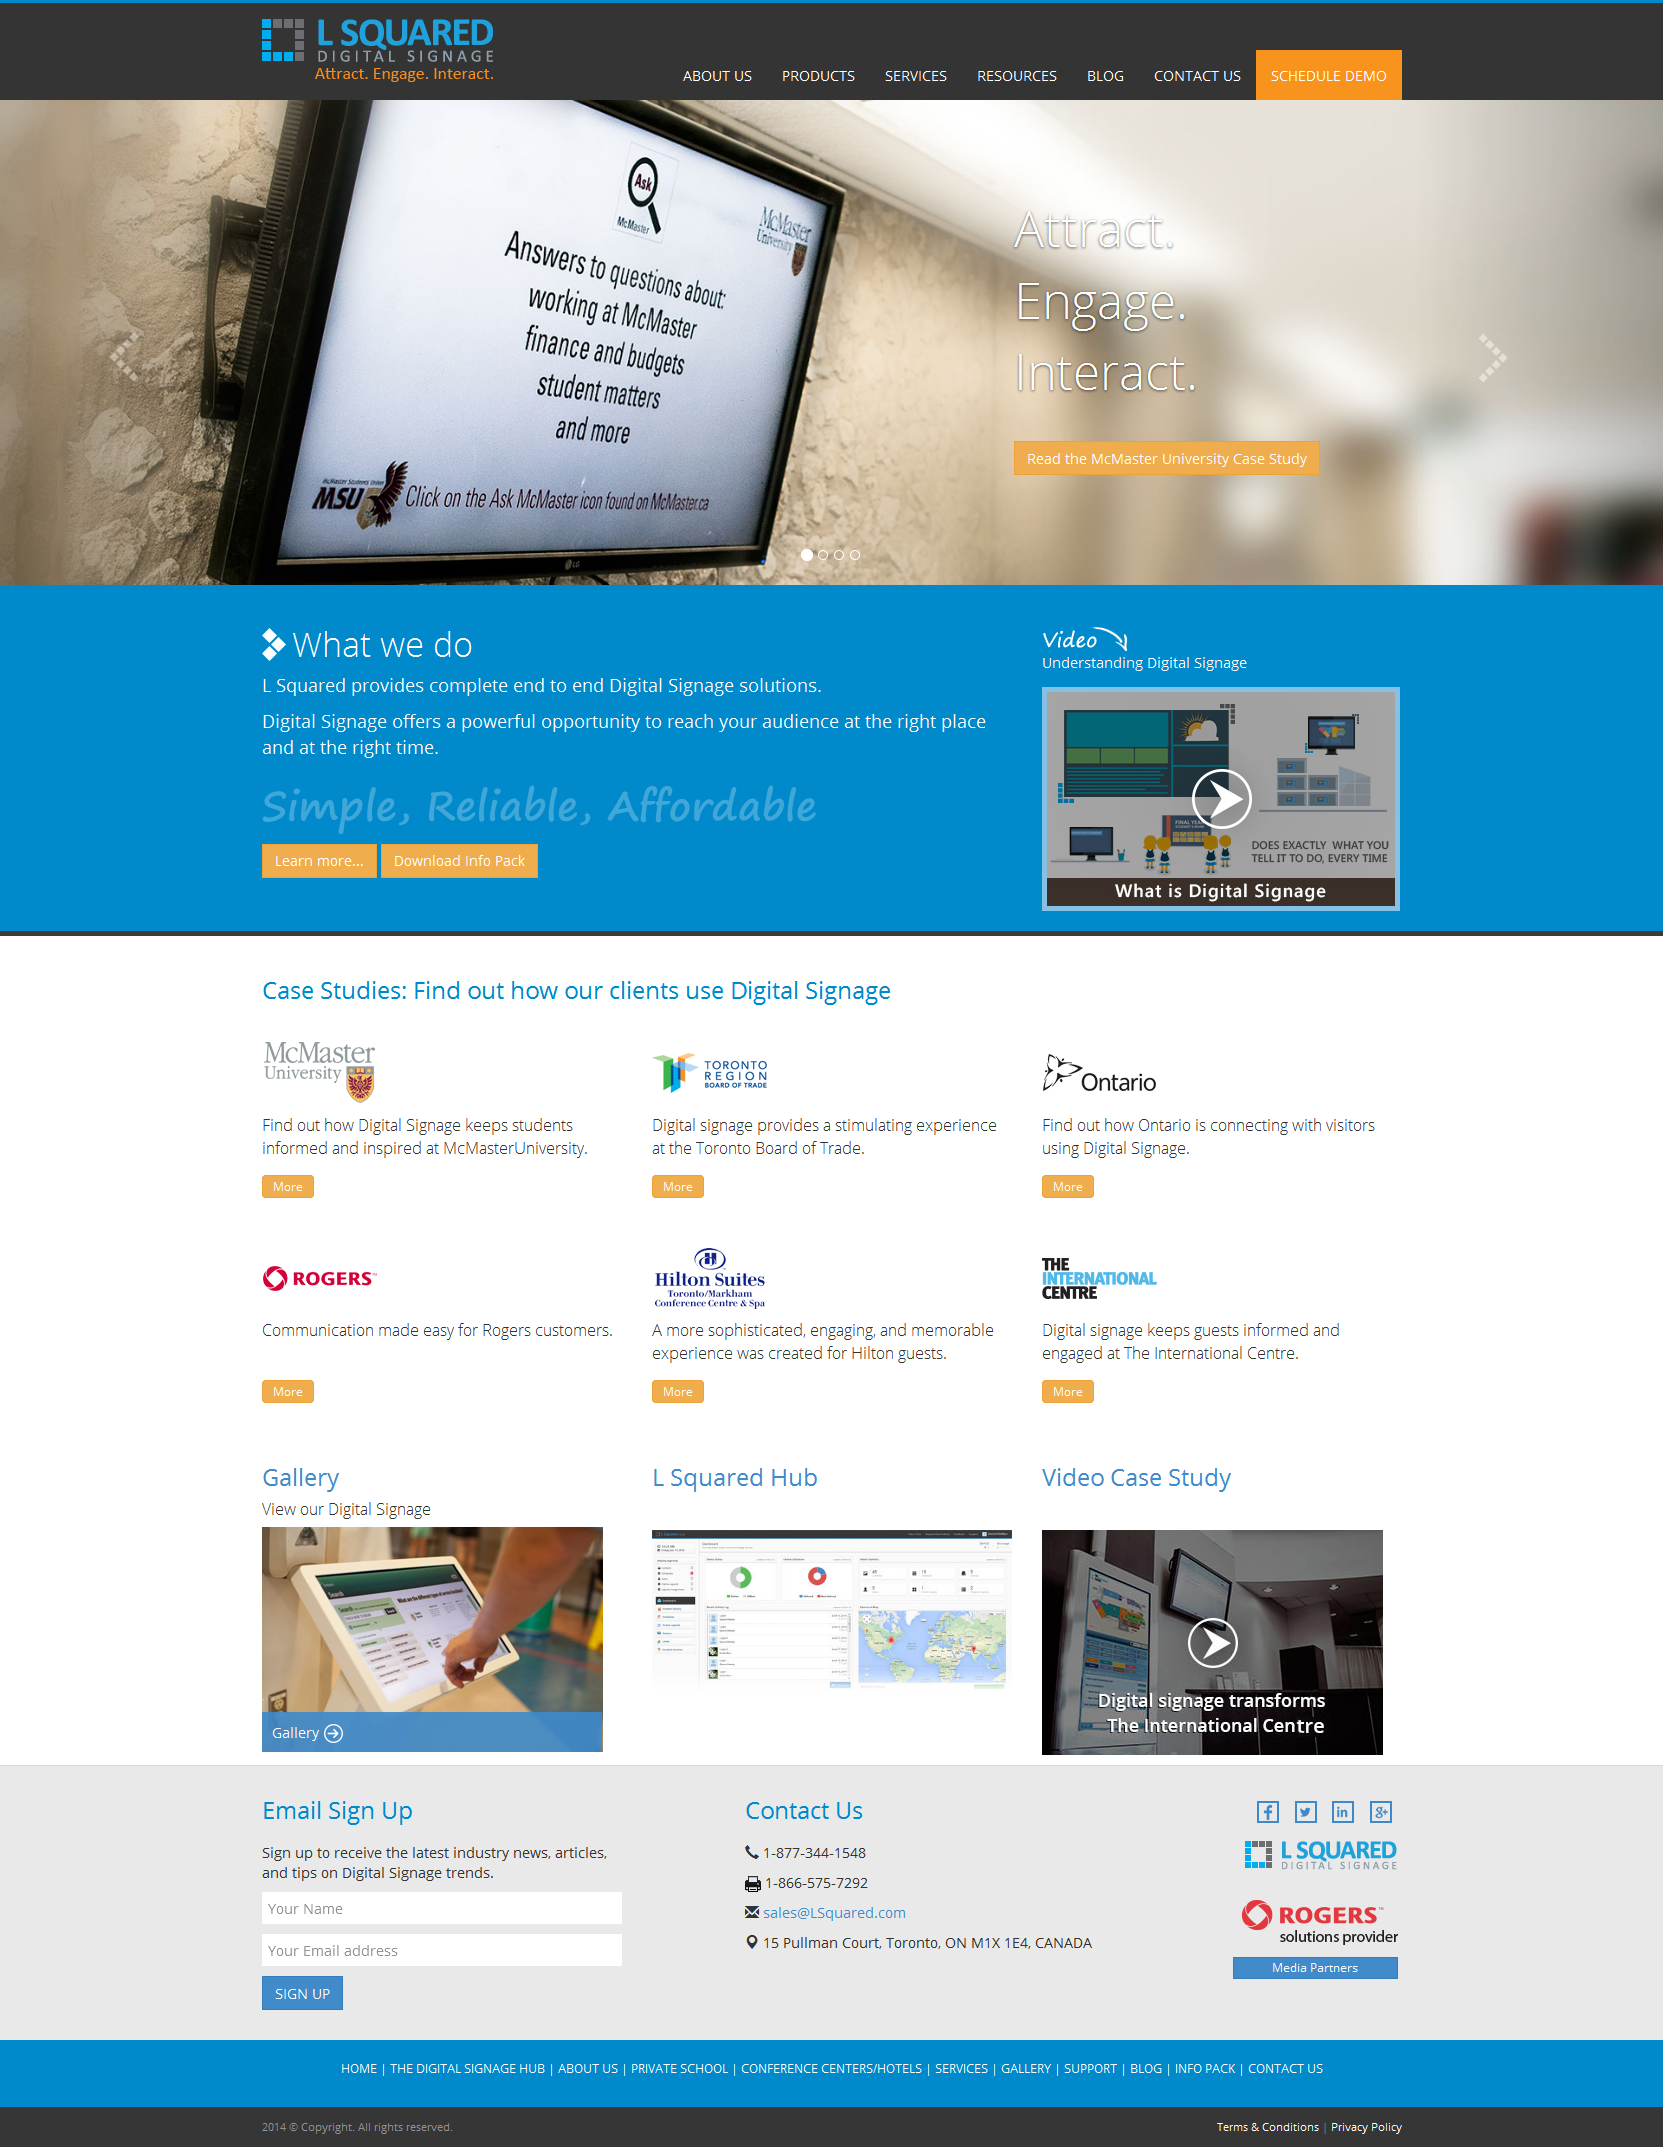 L SQUARED
DIGITAL SIGNAGE
Attract. Engage. Interact.
ABOUT US
PRODUCTS
SERVICES
RESOURCES
BLOG
CONTACT US
SCHEDULE DEMO
Ask
McMaster
McMaster
University
Answers to questions about:
working at McMaster
finance and budgets
student matters
and more
McMaster Students Union
MSU
Click on the Ask McMaster icon found on McMaster.ca
LG
Attract.
Engage.
Interact.
Read the McMaster University Case Study
What we do
L Squared provides complete end to end Digital Signage solutions.
Digital Signage offers a powerful opportunity to reach your audience at the right place
and at the right time.
Simple, Reliable, Affordable
Learn more...
Download Info Pack
Video
Understanding Digital Signage
FINAL YEAR
DOES EXACTLY WHAT YOU
TELL IT TO DO, EVERY TIME
What is Digital Signage
Case Studies: Find out how our clients use Digital Signage
McMaster
University
Find out how Digital Signage keeps students
informed and inspired at McMasterUniversity.
More
TORONTO
REGION
BOARD OF TRADE
Digital signage provides a stimulating experience
at the Toronto Board of Trade.
More
Ontario
Find out how Ontario is connecting with visitors
using Digital Signage.
More
ROGERS™
Communication made easy for Rogers customers.
More
H
Hilton Suites
Toronto/Markham
Conference Centre & Spa
A more sophisticated, engaging, and memorable
experience was created for Hilton guests.
More
THE
INTERNATIONAL
CENTRE
Digital signage keeps guests informed and
engaged at The International Centre.
More
Gallery
View our Digital Signage
Search
Gallery
L Squared Hub
Video Case Study
Digital signage transforms
The International Centre
Email Sign Up
Sign up to receive the latest industry news, articles,
and tips on Digital Signage trends.
Your Name
Your Email address
SIGN UP
Contact Us
1-877-344-1548
1-866-575-7292
sales@LSquared.com
15 Pullman Court, Toronto, ON M1X 1E4, CANADA
L SQUARED
DIGITAL SIGNAGE
ROGERS™
solutions provider
Media Partners
HOME | THE DIGITAL SIGNAGE HUB | ABOUT US | PRIVATE SCHOOL | CONFERENCE CENTERS/HOTELS | SERVICES | GALLERY | SUPPORT | BLOG | INFO PACK | CONTACT US
2014 © Copyright. All rights reserved.
Terms & Conditions | Privacy Policy